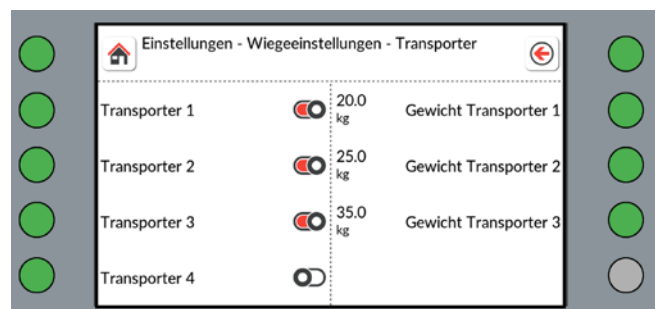 Einstellungen - Wiegeeinstellungen - Transporter
Transporter 1
20.0
kg
Gewicht Transporter 1
Transporter 2
25.0
kg
Gewicht Transporter 2
Transporter 3
35.0
kg
Gewicht Transporter 3
Transporter 4